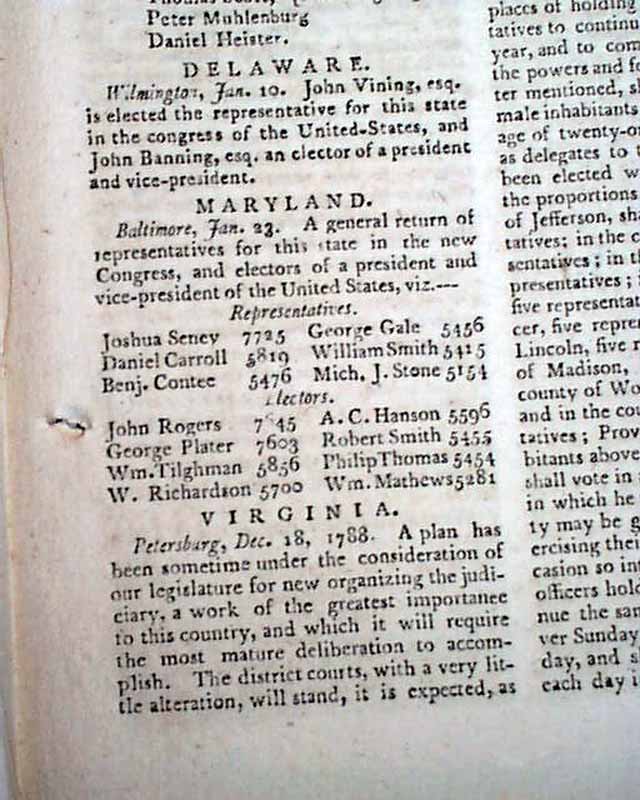 Peter Muhlenburg
Daniel Heister.
DELAWARE.
Wilmington, Jan. 10. John Vining, esq.
is elected the representative for this state
in the congress of the United-States, and
John Banning, esq. an elector of a president
and vice-president.
MARYLAND.
Baltimore, Jan. 23. A general return of
representatives for this state in the new
Congress, and electors of a president and
vice-president of the United States, viz.---
Representatives.
Joshua Seney 7725 George Gale 5456
Daniel Carroll 5819 William Smith 5415
Benj. Contee 5476 Mich. J. Stone 5154
Electors.
John Rogers A. C. Hanson 5596
George Plater 7603 Robert Smith 5455
Wm. Tilghman 5856 Philip Thomas 5454
W. Richardson 5700 Wm. Mathews 5281
VIRGINIA.
Petersburg, Dec. 18, 1788. A plan has
been sometime under the consideration of
our legislature for new organizing the judi-
ciary, a work of the greatest importance
to this country, and which it will require
the most mature deliberation to accom-
plish. The district courts, with a very lit-
tle alteration, will stand, it is expected, as
places of holding
tatives to continu
year, and to com
the powers and f
ter mentioned, s
male inhabitants
age of twenty-o
as delegates to
been elected w
the proportions
of Jefferson, sha
tatives; in the c
sentatives; in t
presentatives;
five representat
cer, five repre
Lincoln, five r
of Madison,
county of Wo
and in the cou
tatives; Prov
bitants above
shall vote in
in which he
ty may be g
ercising thei
casion so in
officers hold
nue the sam
ver Sunday
day, and s
each day i